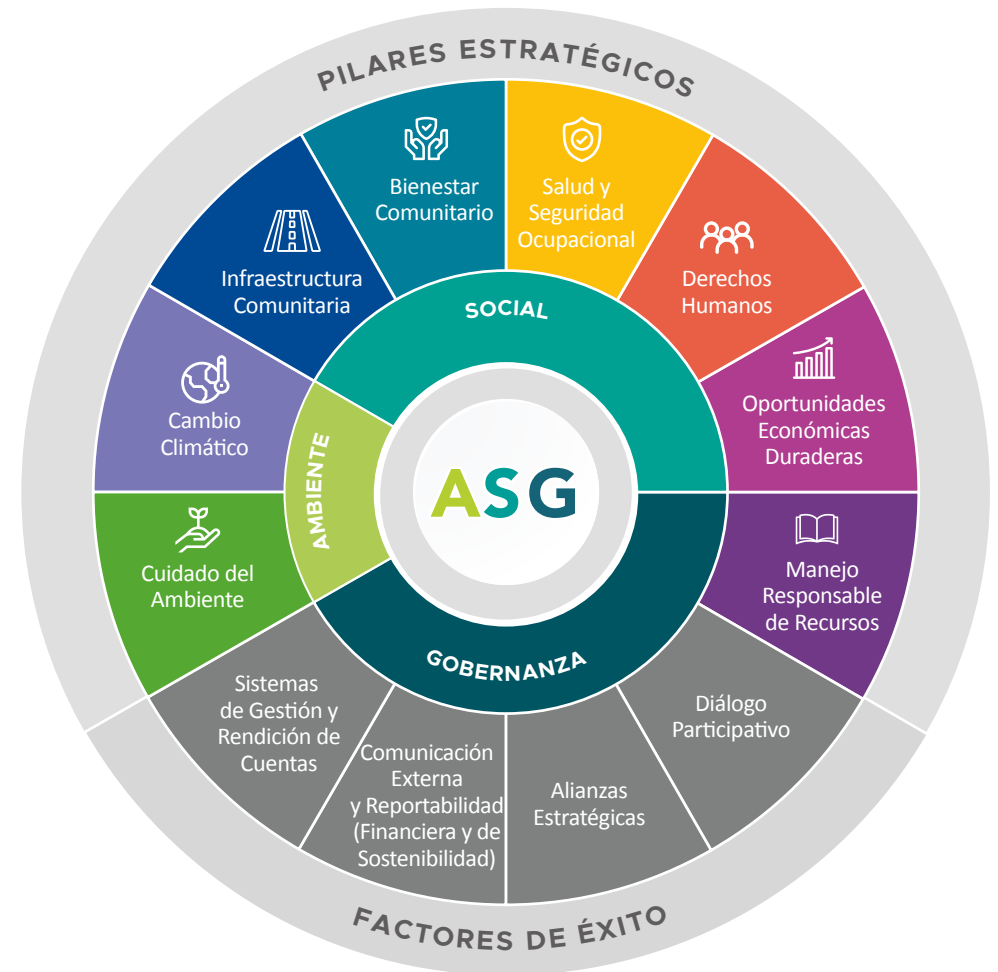 PILARES ESTRATÉGICOS
Bienestar
Comunitario
Salud y
Seguridad
Ocupacional
Infraestructura
Comunitaria
Derechos
Humanos
SOCIAL
Cambio
Climático
Oportunidades
Económicas
Duraderas
AMBIENTE
ASG
Cuidado del
Ambiente
Manejo
Responsable
de Recursos
GOBERNANZA
Sistemas
de Gestión y
Rendición de
Cuentas
Comunicación
Externa
y Reportabilidad
(Financiera y de
Sostenibilidad)
Alianzas
Estratégicas
Diálogo
Participativo
FACTORES DE ÉXITO